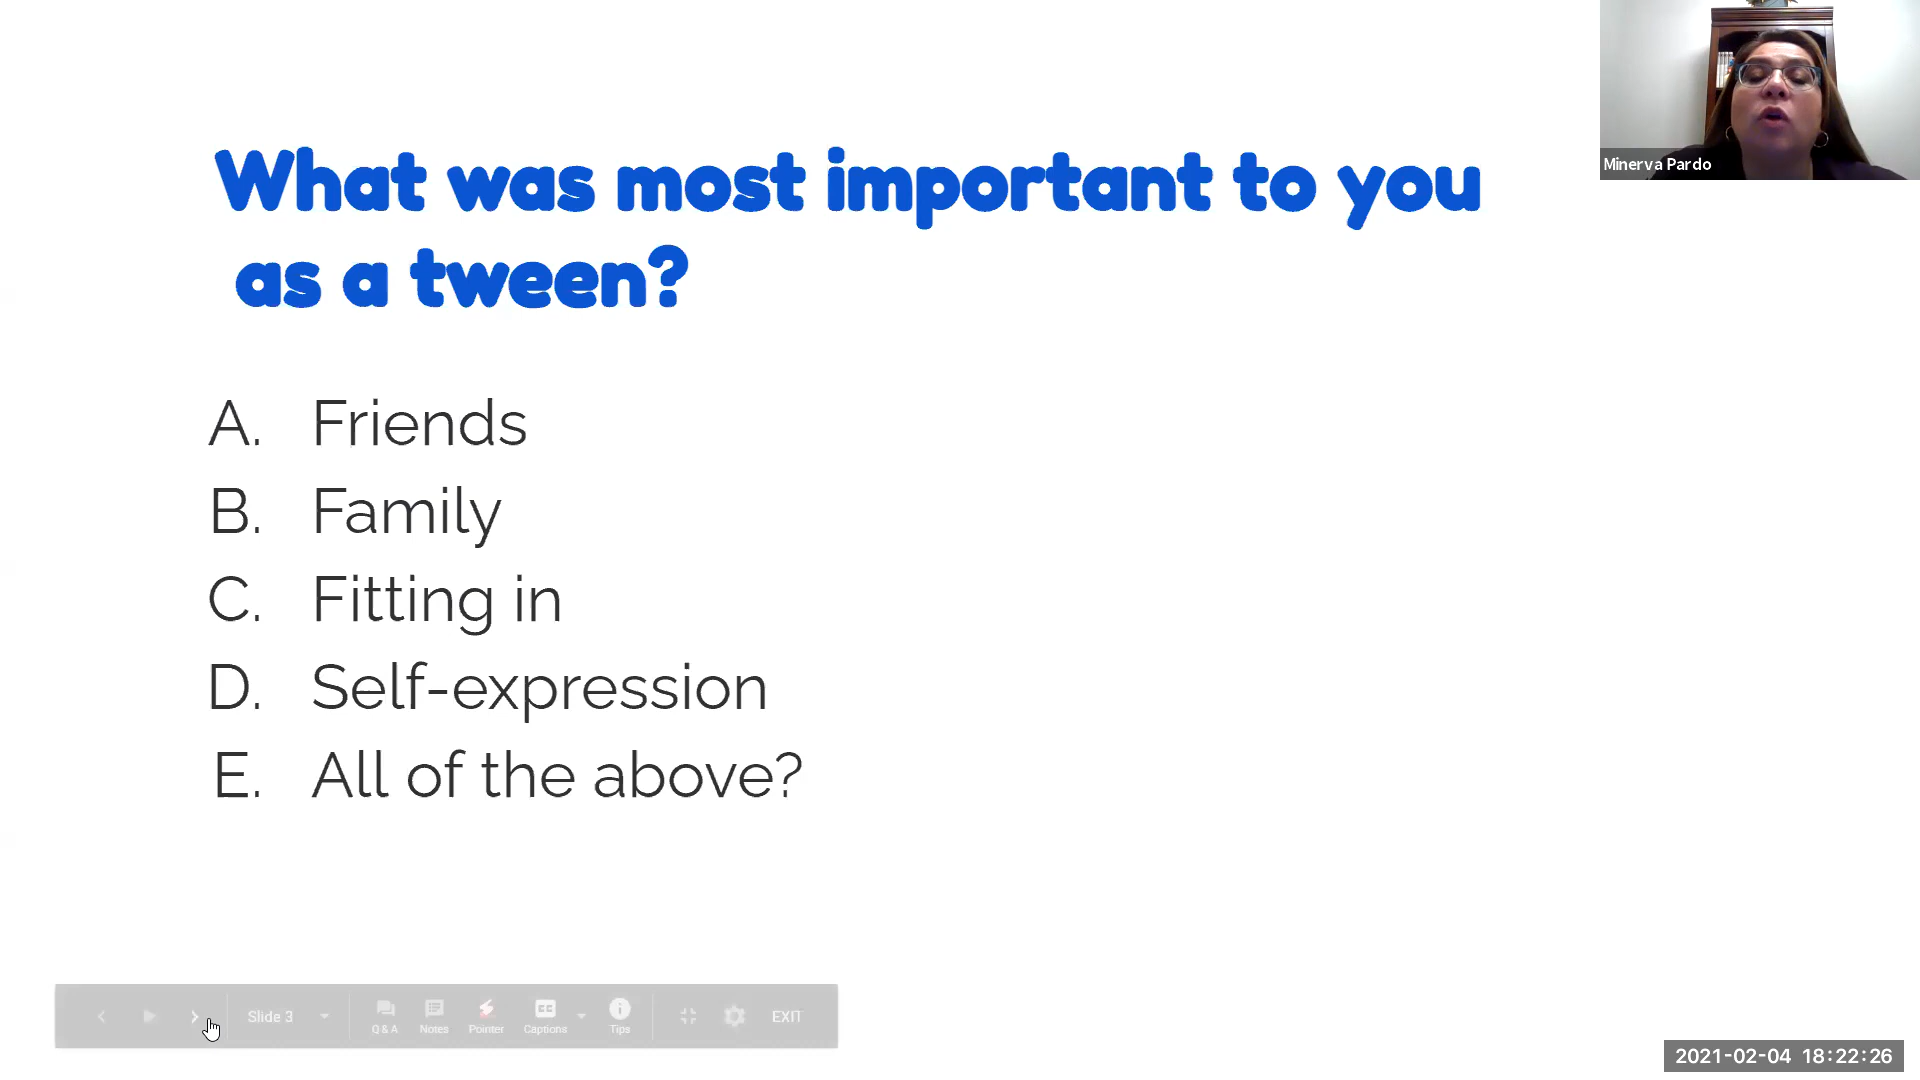 What was most important to you
as a tween?
A. Friends
B. Family
C. Fitting in
D. Self-expression
E. All of the above?
Minerva Pardo
Slide 3 Q & A Notes Pointer CC Captions Tips EXIT
2021-02-04 18:22:26